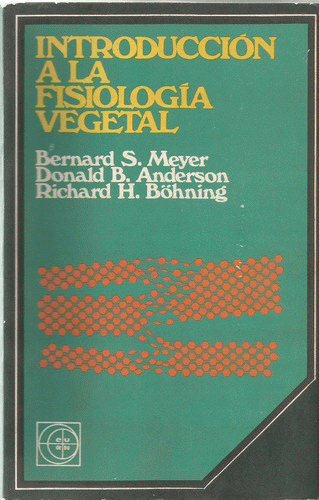 INTRODUCCIÓN
A LA
FISIOLOGÍA
VEGETAL
Bernard S. Meyer
Donald B. Anderson
Richard H. Böhning